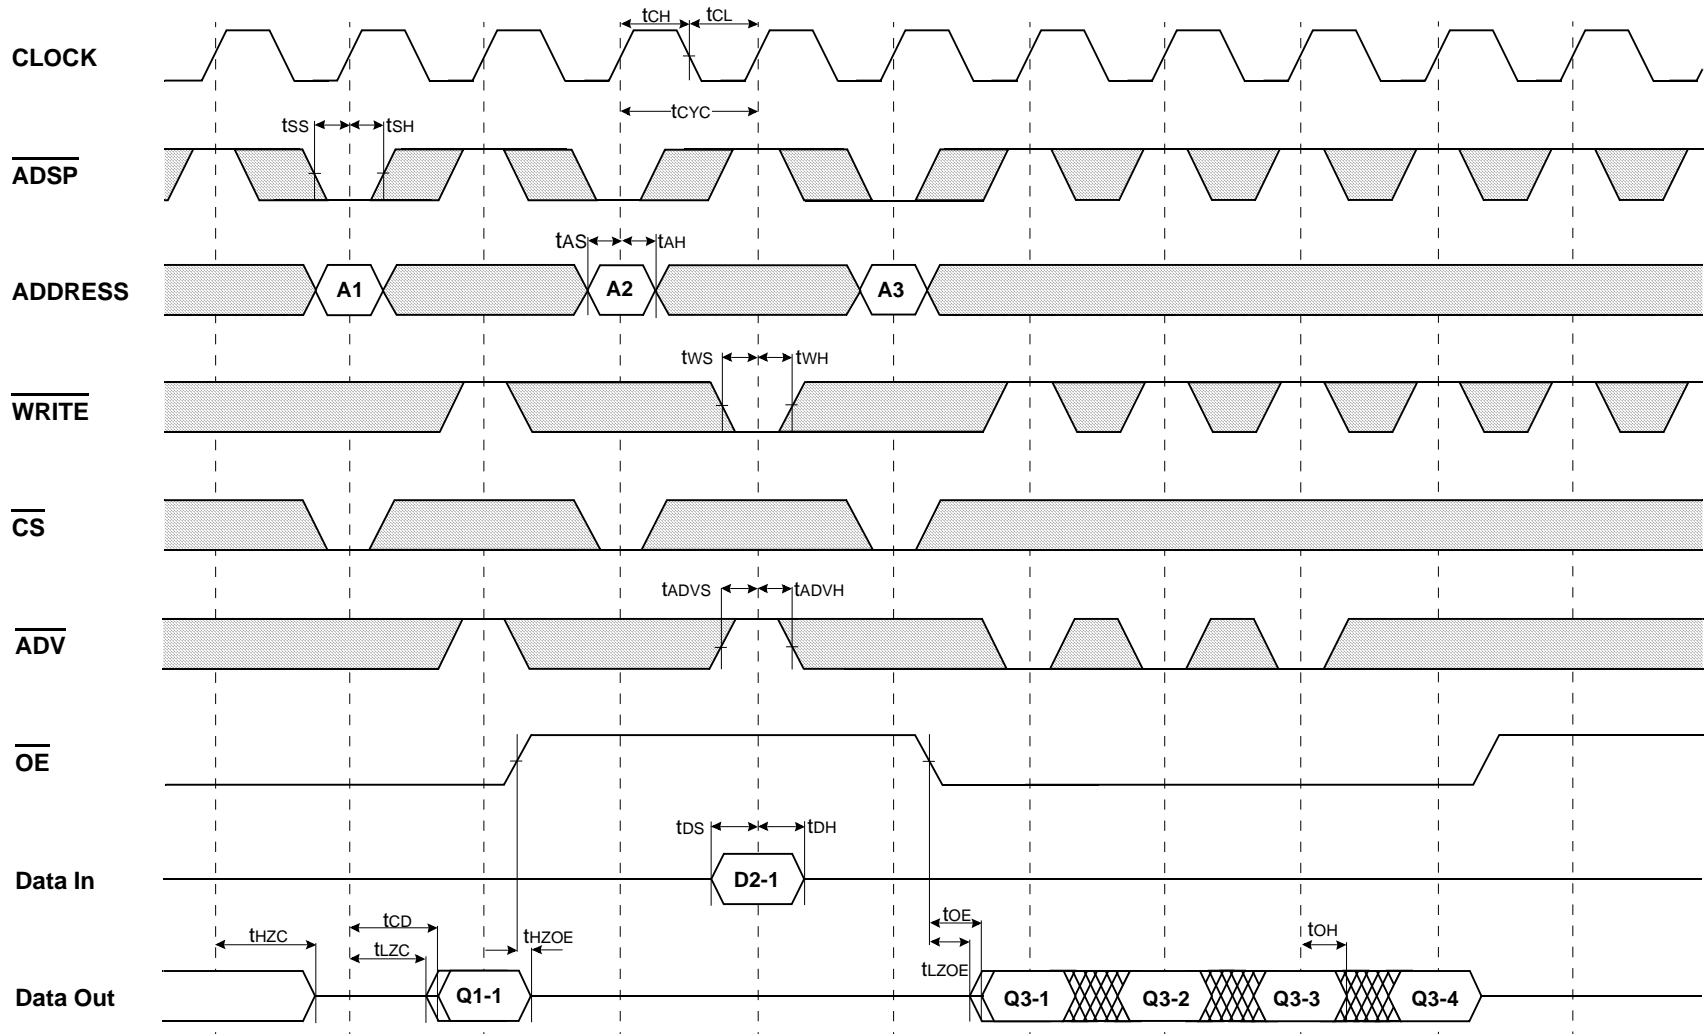 tCH tCL
CLOCK
tCYC
tSS tSH
ADSP
tAS tAH
ADDRESS A1 A2 A3
tWS tWH
WRITE
CS
tADVS tADVH
ADV
OE
tDS tDH
Data In D2-1
tHZC tCD tLZC tHZOE tOE tLZOE tOH
Data Out Q1-1 Q3-1 Q3-2 Q3-3 Q3-4